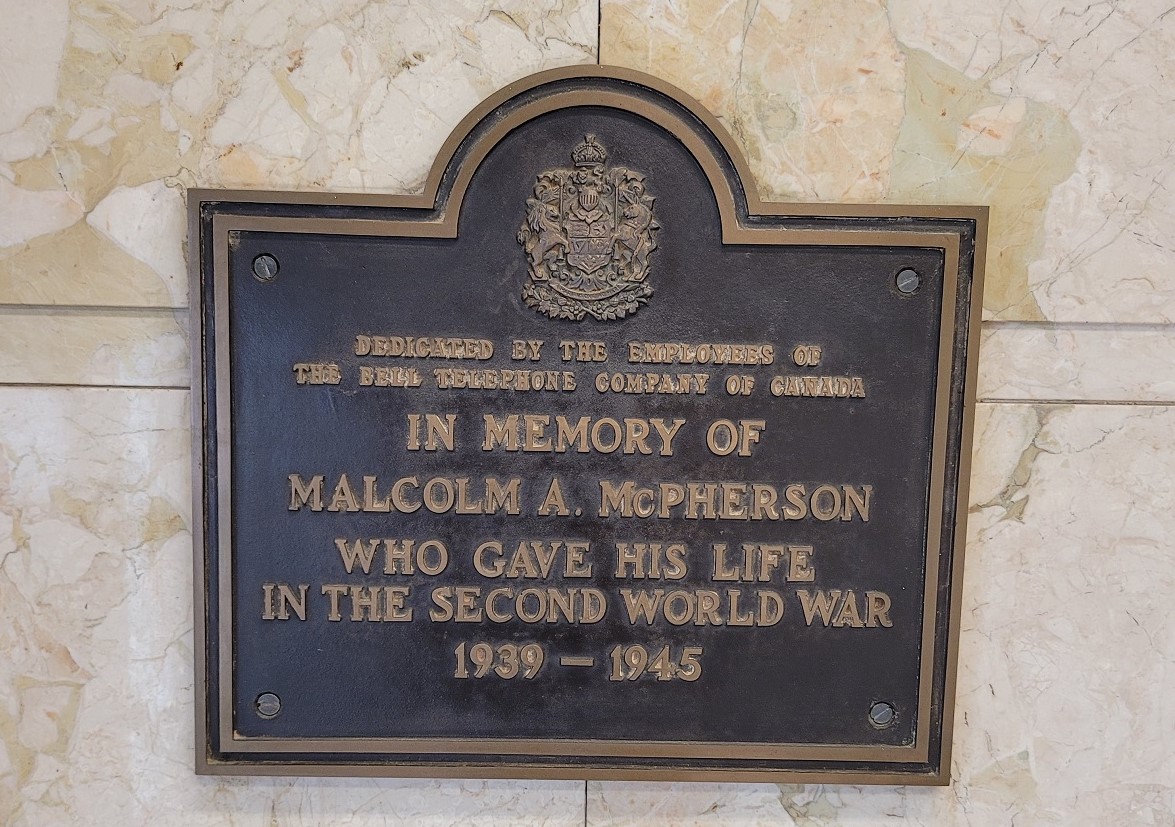 DEDICATED BY THE EMPLOYEES OF
THE BELL TELEPHONE COMPANY OF CANADA
IN MEMORY OF
MALCOLM A. McPHERSON
WHO GAVE HIS LIFE
IN THE SECOND WORLD WAR
1939 — 1945